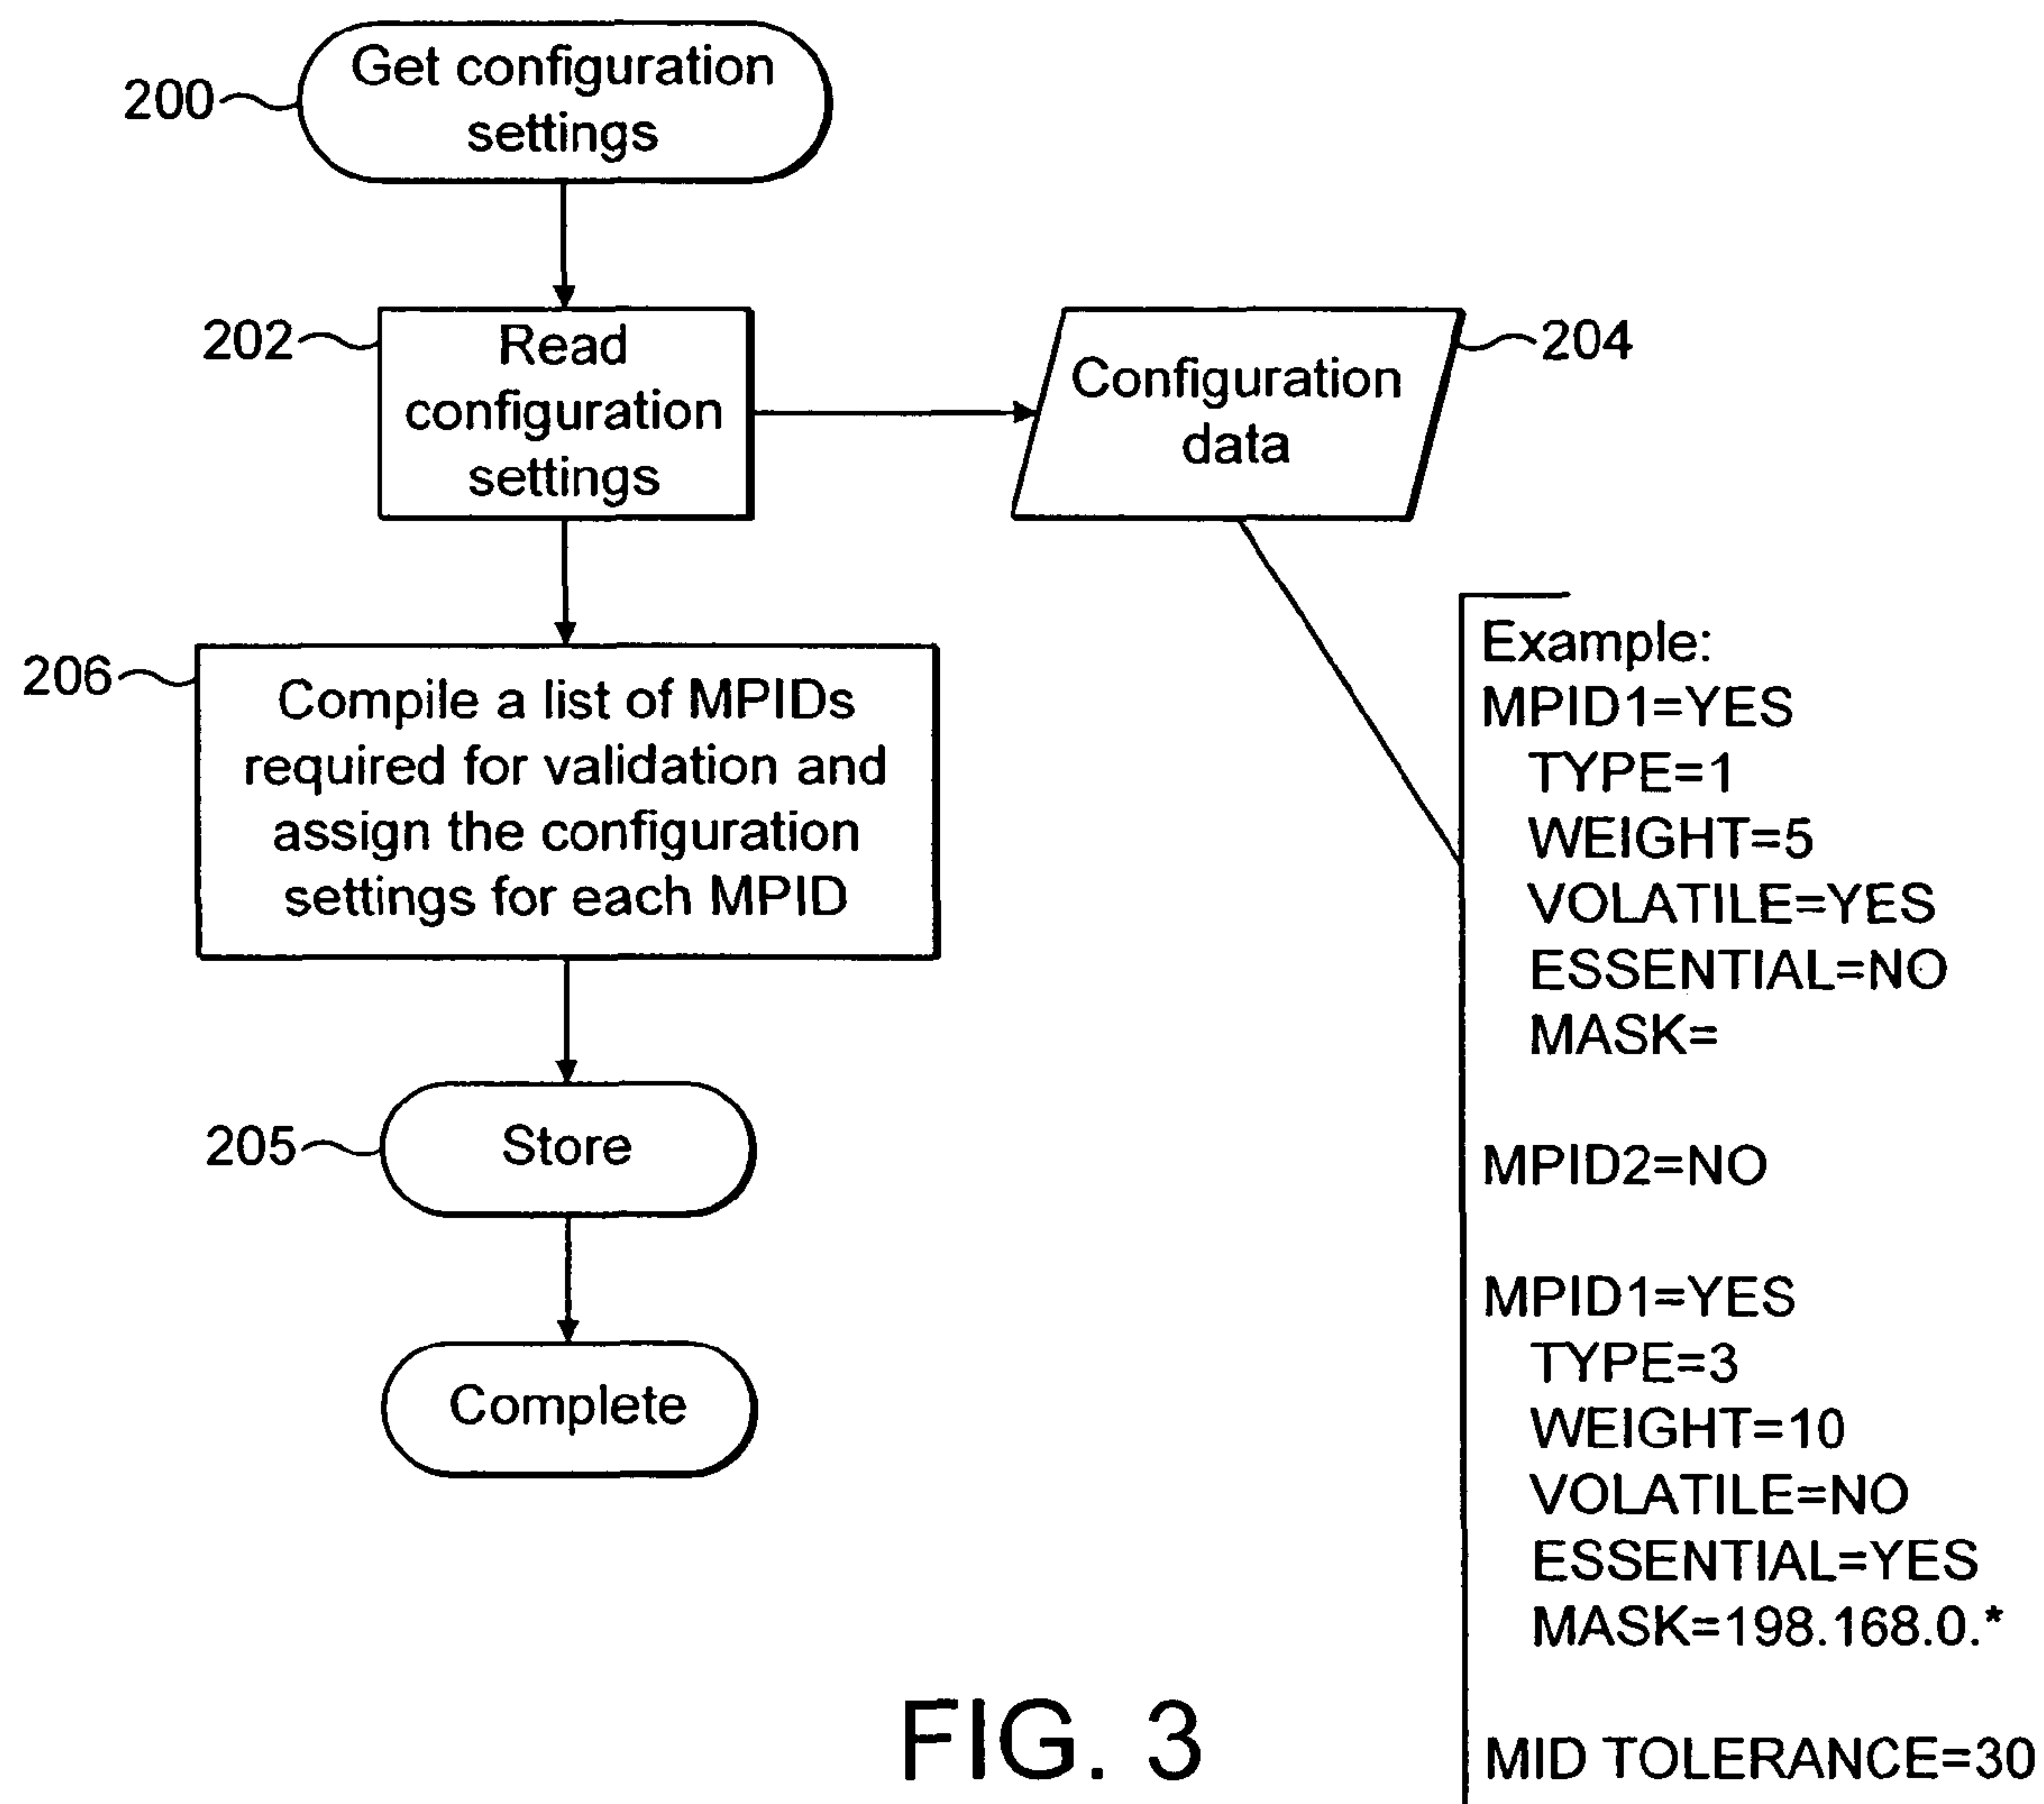 200
Get configuration
settings
202
Read
configuration
settings
Configuration
data
204
206
Compile a list of MPIDs
required for validation and
assign the configuration
settings for each MPID
205
Store
Complete
Example:
MPID1=YES
TYPE=1
WEIGHT=5
VOLATILE=YES
ESSENTIAL=NO
MASK=
MPID2=NO
MPID1=YES
TYPE=3
WEIGHT=10
VOLATILE=NO
ESSENTIAL=YES
MASK=198.168.0.*
MID TOLERANCE=30
FIG. 3